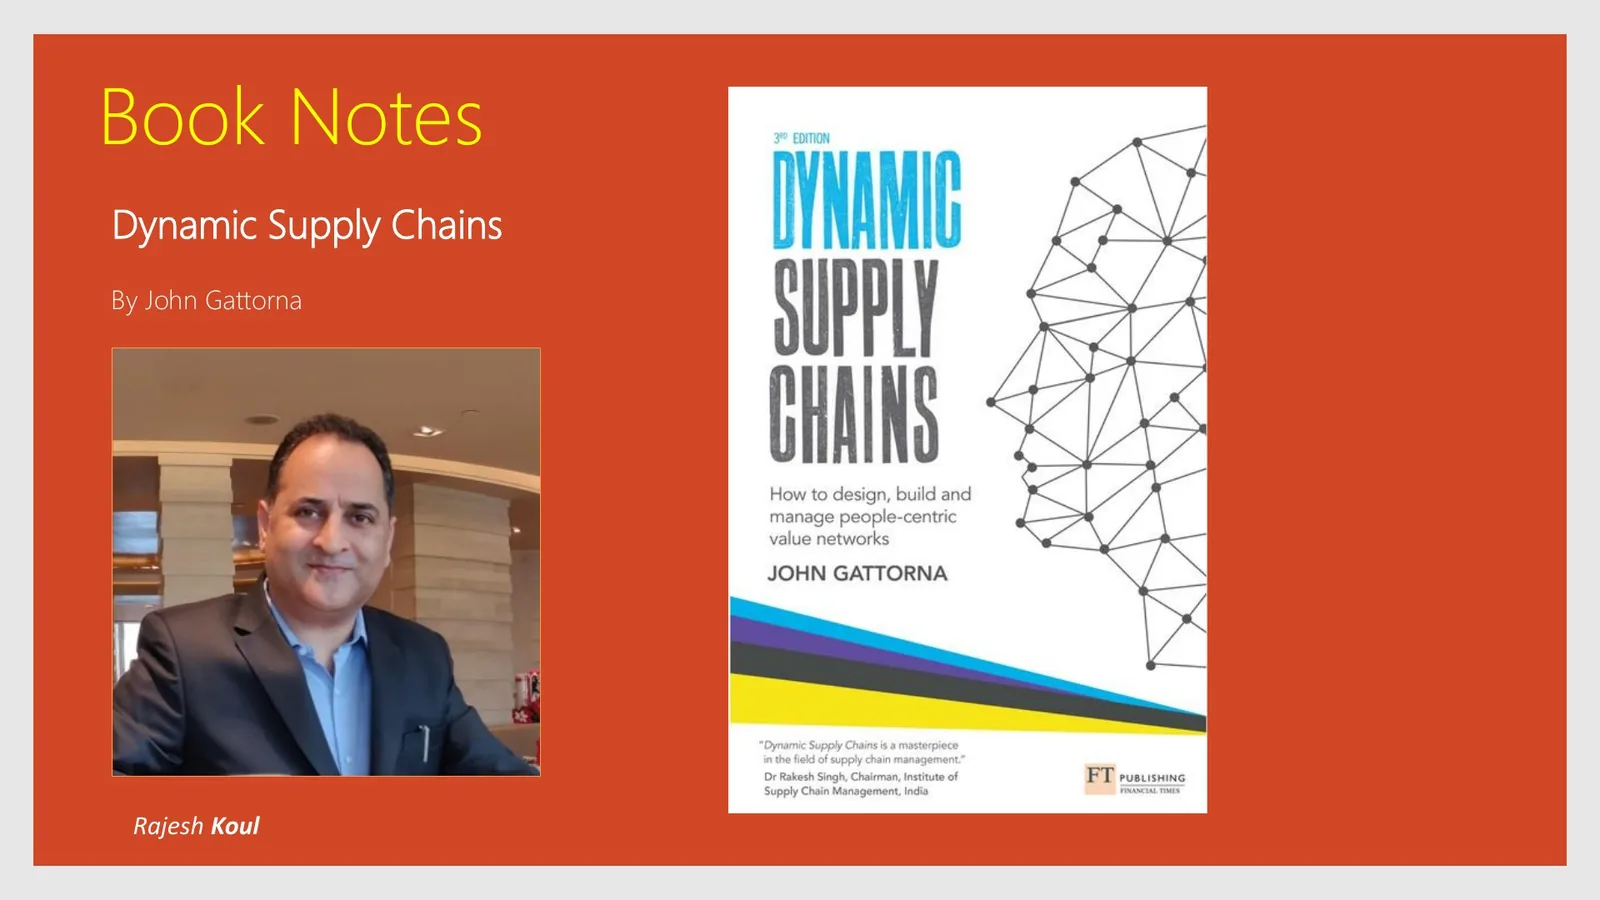 Book Notes
Dynamic Supply Chains
By John Gattorna
Rajesh Koul
3RD EDITION
DYNAMIC
SUPPLY
CHAINS
How to design, build and
manage people-centric
value networks
JOHN GATTORNA
“Dynamic Supply Chains is a masterpiece
in the field of supply chain management.”
Dr Rakesh Singh, Chairman, Institute of
Supply Chain Management, India
FT PUBLISHING
FINANCIAL TIMES